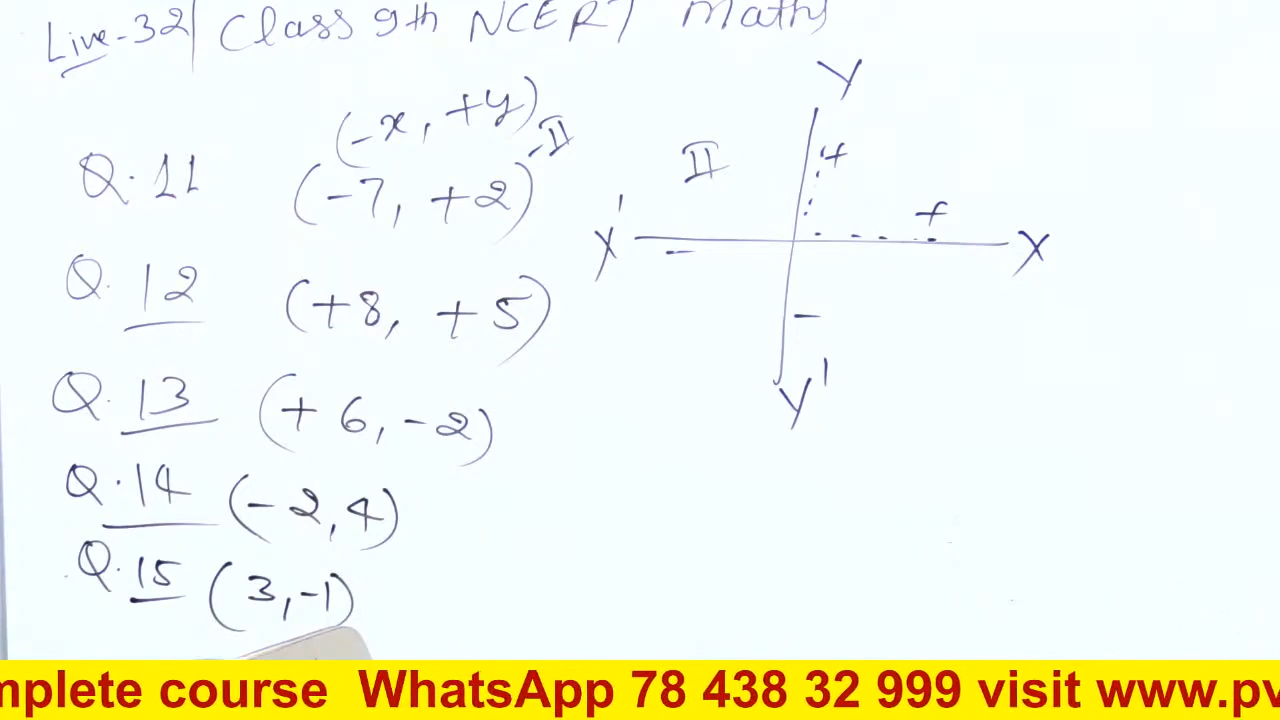 Live-32| Class 9th NCERT Maths
(-x, +y)
Q.11 (-7, +2) -II
Q. 12 (+8, +5)
Q. 13 (+6, -2)
Q.14 (-2,4)
Q.15 (3,-1)
Y
II
+
+
X'
-
X
-
Y'
mplete course WhatsApp 78 438 32 999 visit www.pv